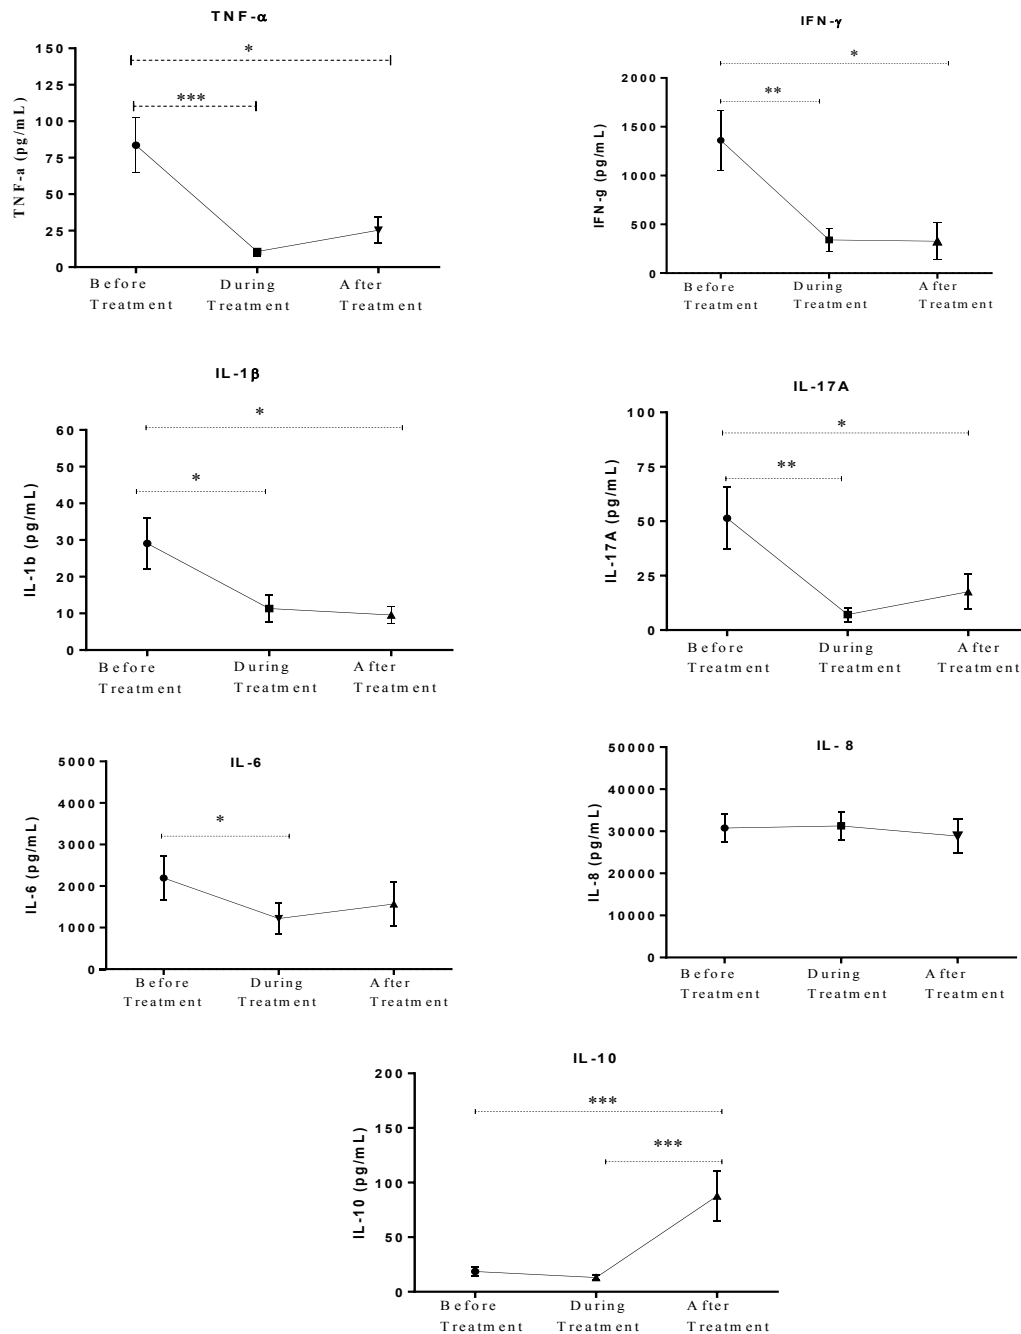 TNF-α
*
***
TNF-a (pg/mL)
150
125
100
75
50
25
0
Before Treatment
During Treatment
After Treatment
IFN-γ
*
**
IFN-g (pg/mL)
2000
1500
1000
500
0
Before Treatment
During Treatment
After Treatment
IL-1β
*
*
IL-1b (pg/mL)
60
50
40
30
20
10
0
Before Treatment
During Treatment
After Treatment
IL-17A
*
**
IL-17A (pg/mL)
100
75
50
25
0
Before Treatment
During Treatment
After Treatment
IL-6
*
IL-6 (pg/mL)
5000
4000
3000
2000
1000
0
Before Treatment
During Treatment
After Treatment
IL- 8
IL-8 (pg/mL)
50000
40000
30000
20000
10000
0
Before Treatment
During Treatment
After Treatment
IL-10
***
***
IL-10 (pg/mL)
200
150
100
50
0
Before Treatment
During Treatment
After Treatment